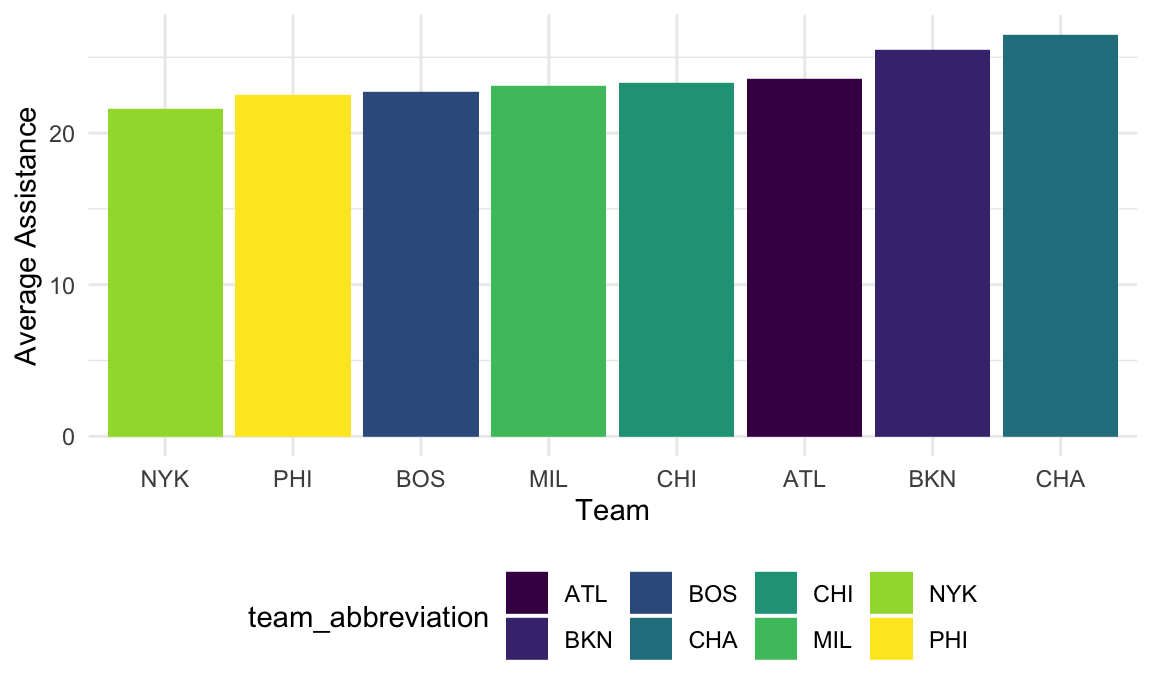 Average Assistance
20
10
0
NYK PHI BOS MIL CHI ATL BKN CHA
Team
team_abbreviation
ATL BOS CHI NYK
BKN CHA MIL PHI